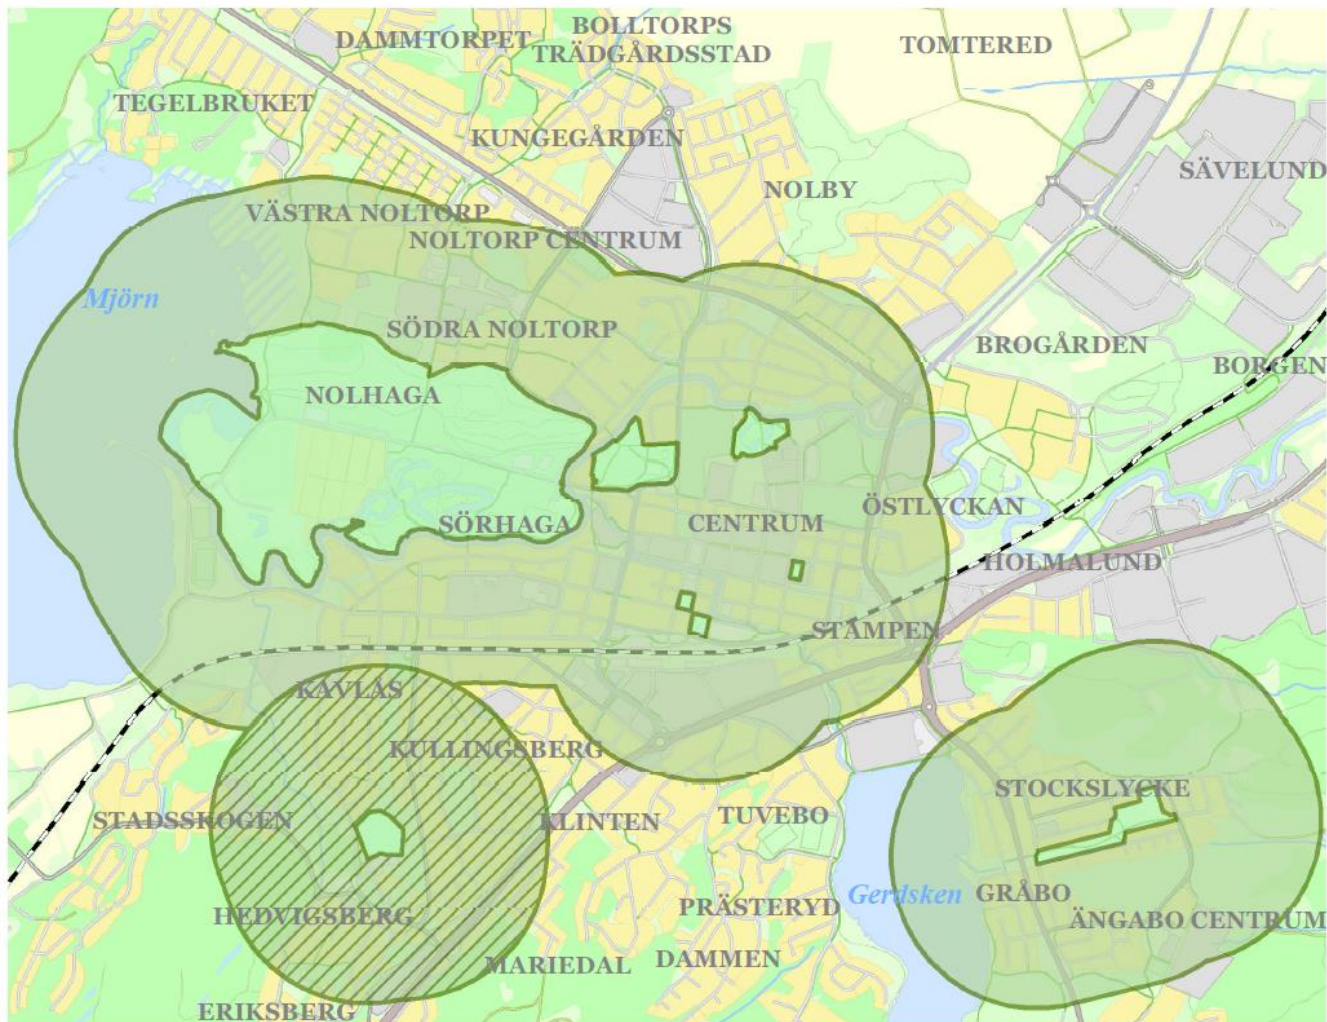 BOLLTORPS
TRÄDGÅRDSSTAD
DAMMTORPET
TOMTERED
TEGELBRUKET
KUNGEGÅRDEN
SÄVELUND
NOLBY
VÄSTRA NOLTORP
NOLTORP CENTRUM
Mjörn
SÖDRA NOLTORP
BROGÅRDEN
BORGEN
NOLHAGA
ÖSTLYCKAN
SÖRHAGA
CENTRUM
HOLMALUND
STAMPEN
KAVLÅS
KULLINGSBERG
STOCKSLYCKE
STADSSKOGEN
KLINTEN
TUVEBO
Gerdsken
GRÅBO
PRÄSTERYD
HEDVIGSBERG
ÄNGABO CENTRUM
MARIEDAL
DAMMEN
ERIKSBERG